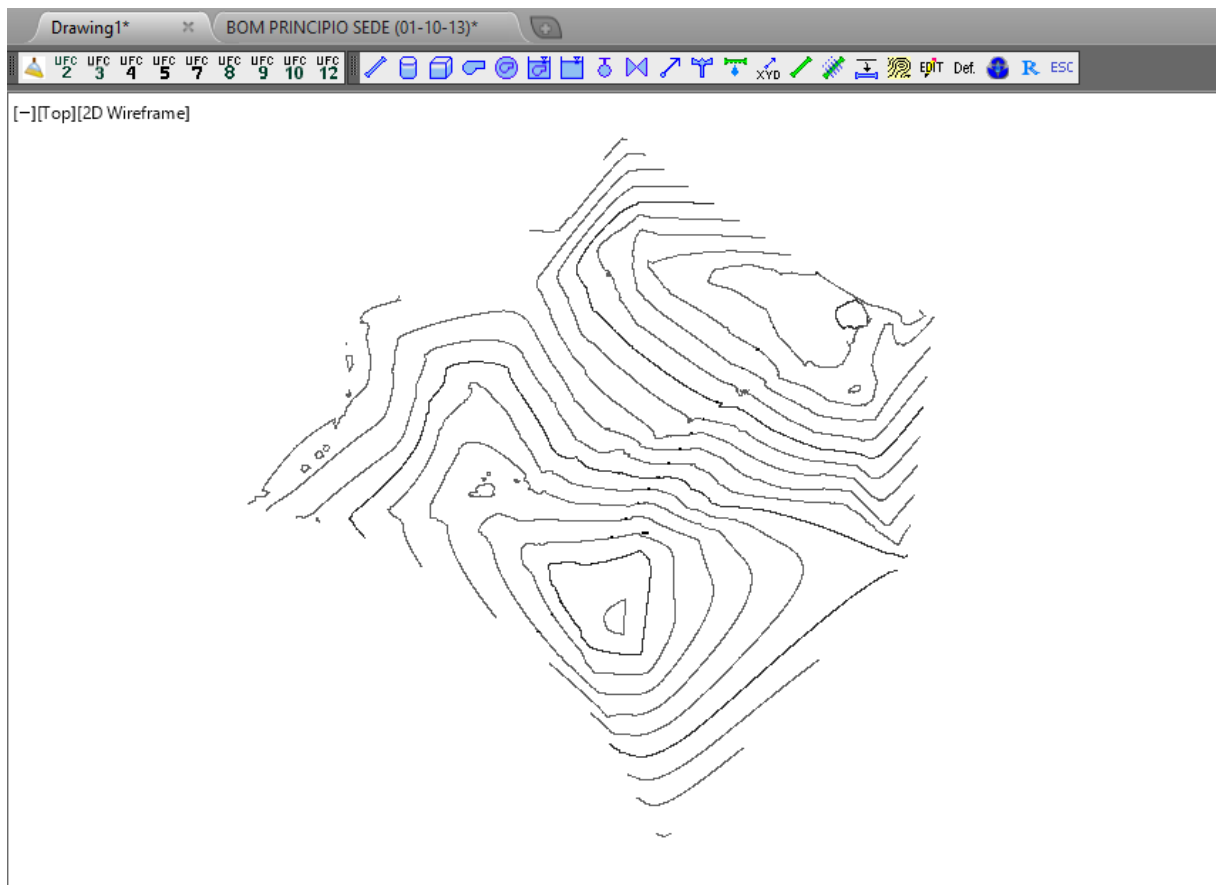 Drawing1*
BOM PRINCIPIO SEDE (01-10-13)*
UFC 2 UFC 3 UFC 4 UFC 5 UFC 7 UFC 8 UFC 9 UFC 10 UFC 12 XYD EDIT Def. R ESC
[−][Top][2D Wireframe]